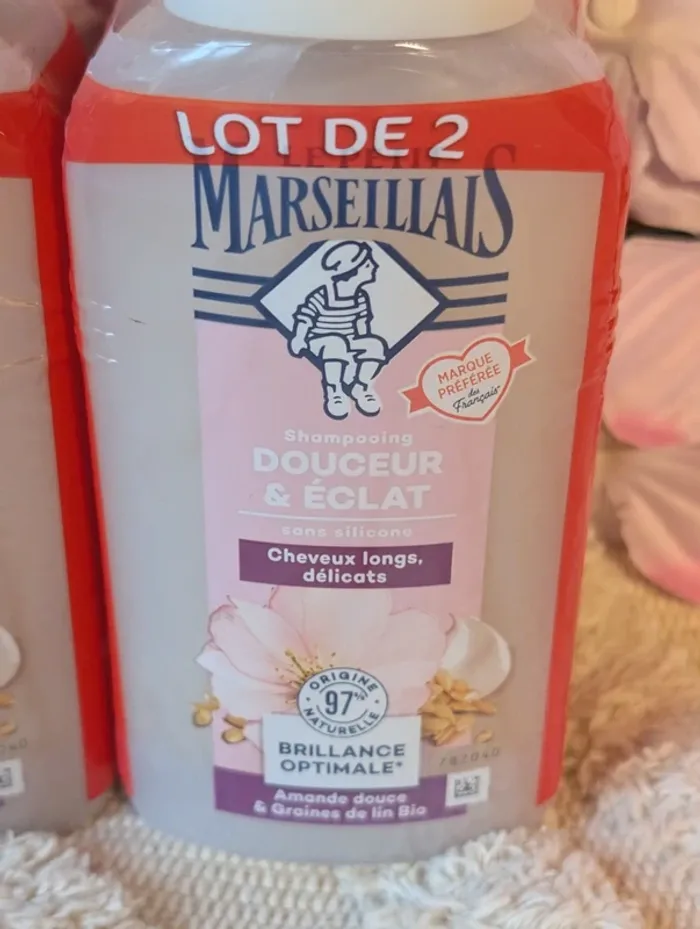 LOT DE 2
LE PETIT
MARSEILLAIS
MARQUE
PRÉFÉRÉE
des
Français
Shampooing
DOUCEUR
& ÉCLAT
sans silicone
Cheveux longs,
délicats
ORIGINE
97%
NATURELLE
BRILLANCE
OPTIMALE*
782040
Amande douce
& Graines de lin Bio